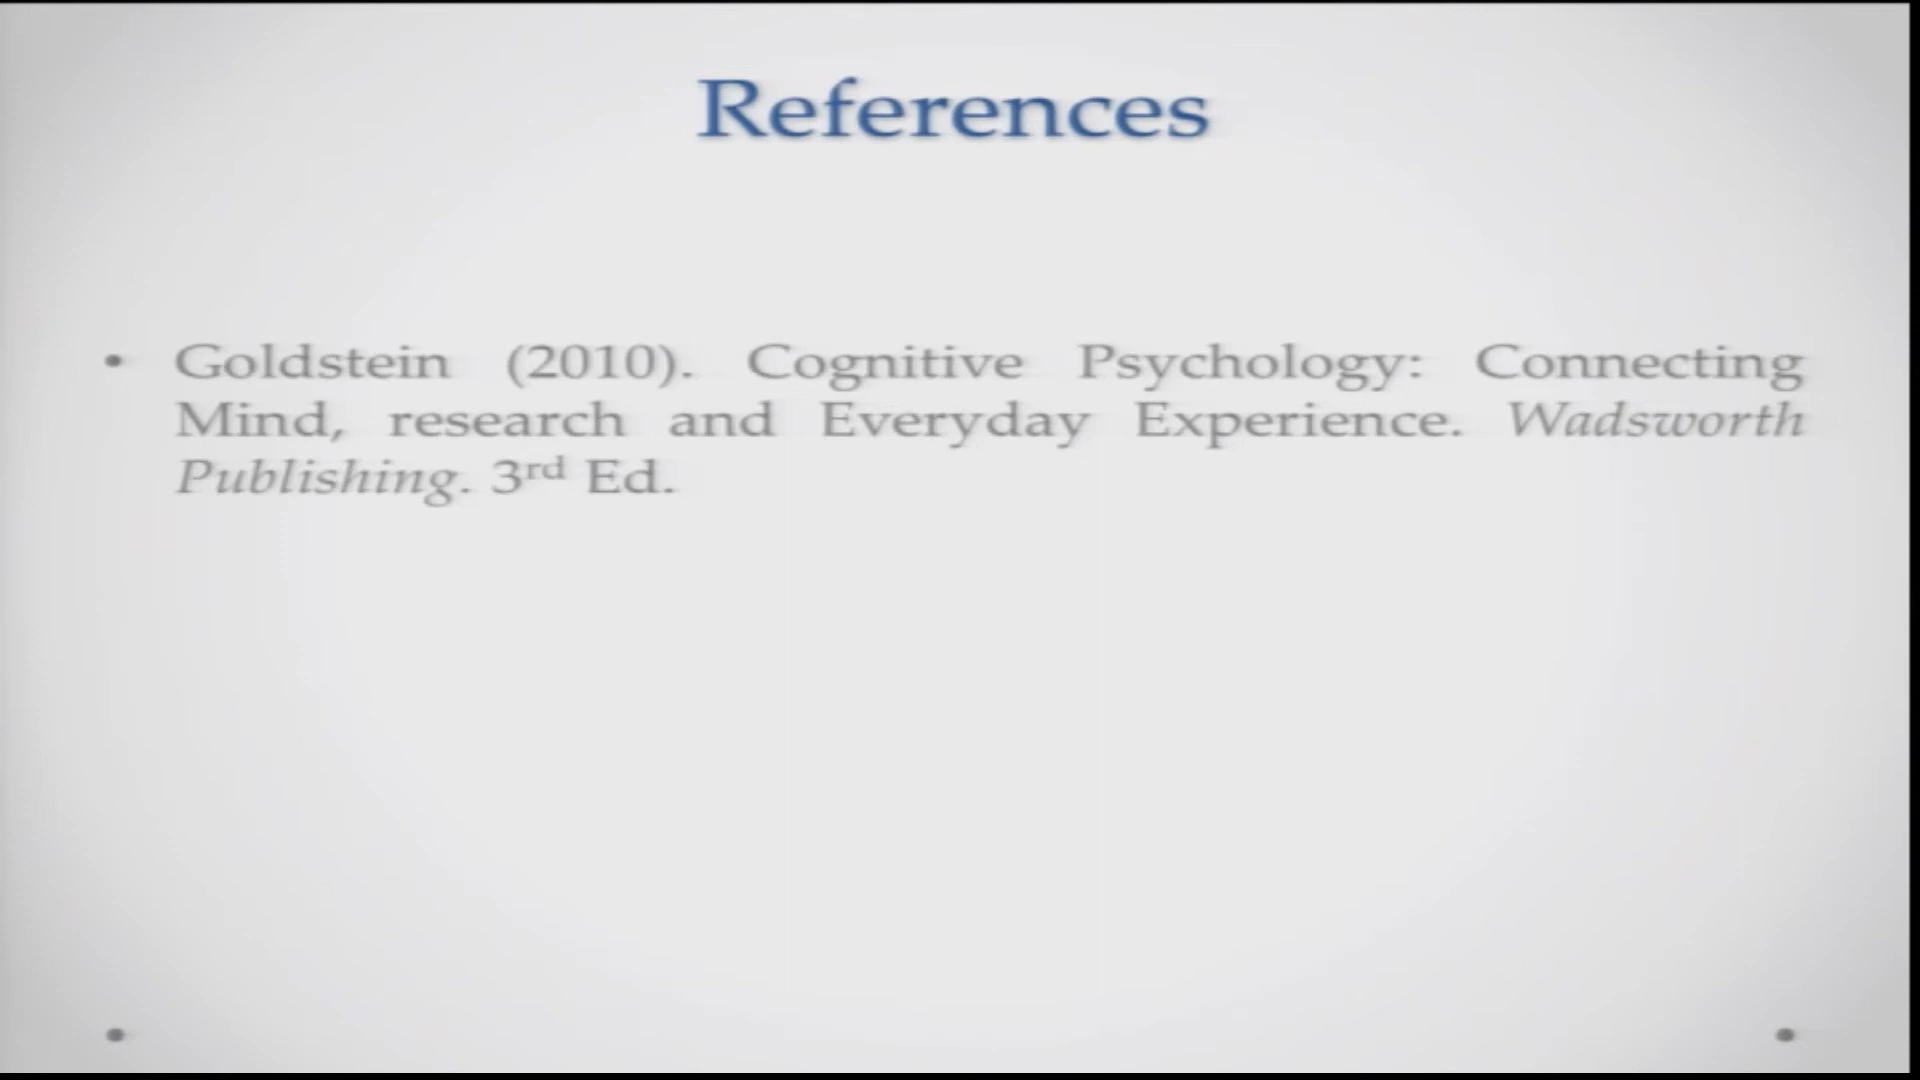 References
• Goldstein (2010). Cognitive Psychology: Connecting
Mind, research and Everyday Experience. Wadsworth
Publishing. 3rd Ed.